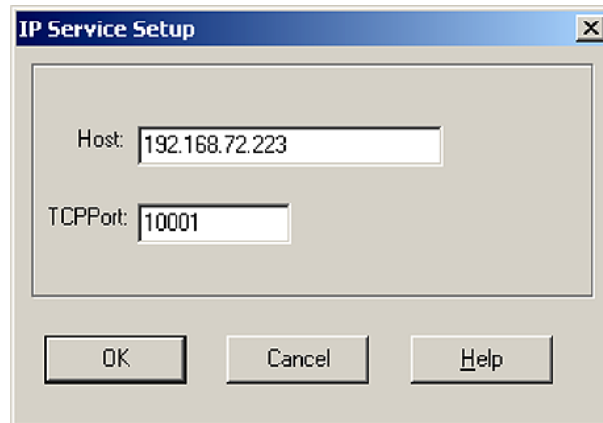 IP Service Setup
Host: 192.168.72.223
TCPPort: 10001
OK Cancel Help